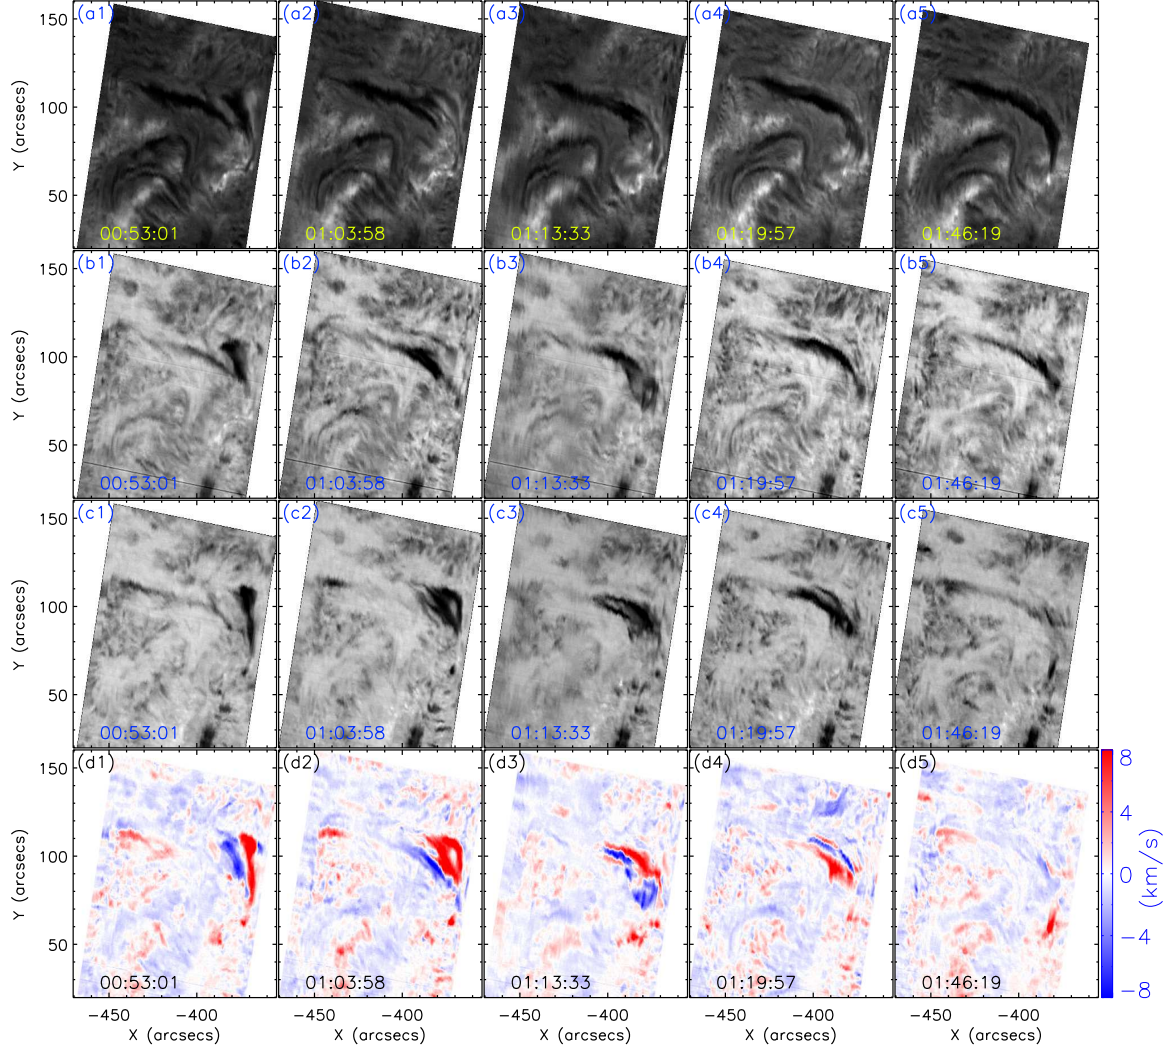 (a1) (a2) (a3) (a4) (a5)
150
100
Y (arcsecs)
50
00:53:01 01:03:58 01:13:33 01:19:57 01:46:19
(b1) (b2) (b3) (b4) (b5)
150
100
Y (arcsecs)
50
00:53:01 01:03:58 01:13:33 01:19:57 01:46:19
(c1) (c2) (c3) (c4) (c5)
150
100
Y (arcsecs)
50
00:53:01 01:03:58 01:13:33 01:19:57 01:46:19
(d1) (d2) (d3) (d4) (d5)
150
100
Y (arcsecs)
50
00:53:01 01:03:58 01:13:33 01:19:57 01:46:19
8
4
0
−4
−8
(km/s)
−450 −400 −450 −400 −450 −400 −450 −400 −450 −400
X (arcsecs) X (arcsecs) X (arcsecs) X (arcsecs) X (arcsecs)